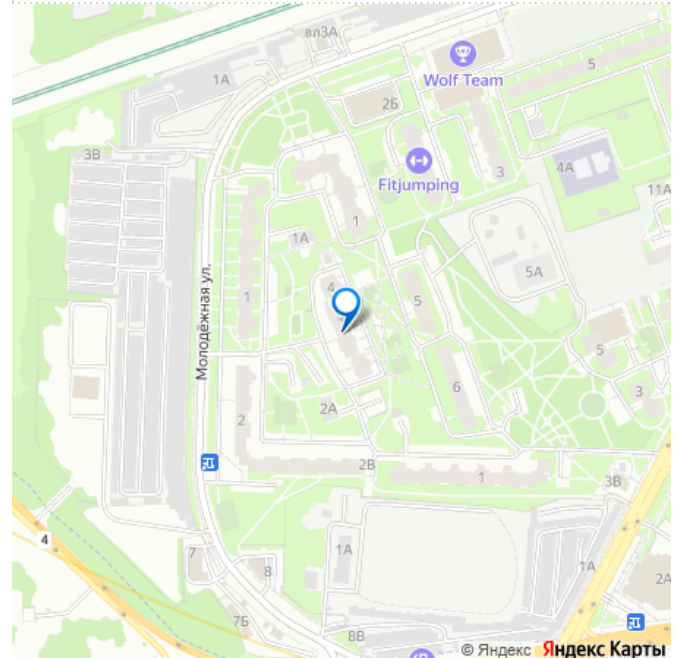 вл3А
1А
Wolf Team
5
2Б
3В
4А
Fitjumping
3
11А
1
1А
5А
4
Молодёжная ул.
1
5
5
6
3
2А
2
2В
1
3В
4
1А
1А
7
8
2А
7Б
8В
© Яндекс Яндекс Карты